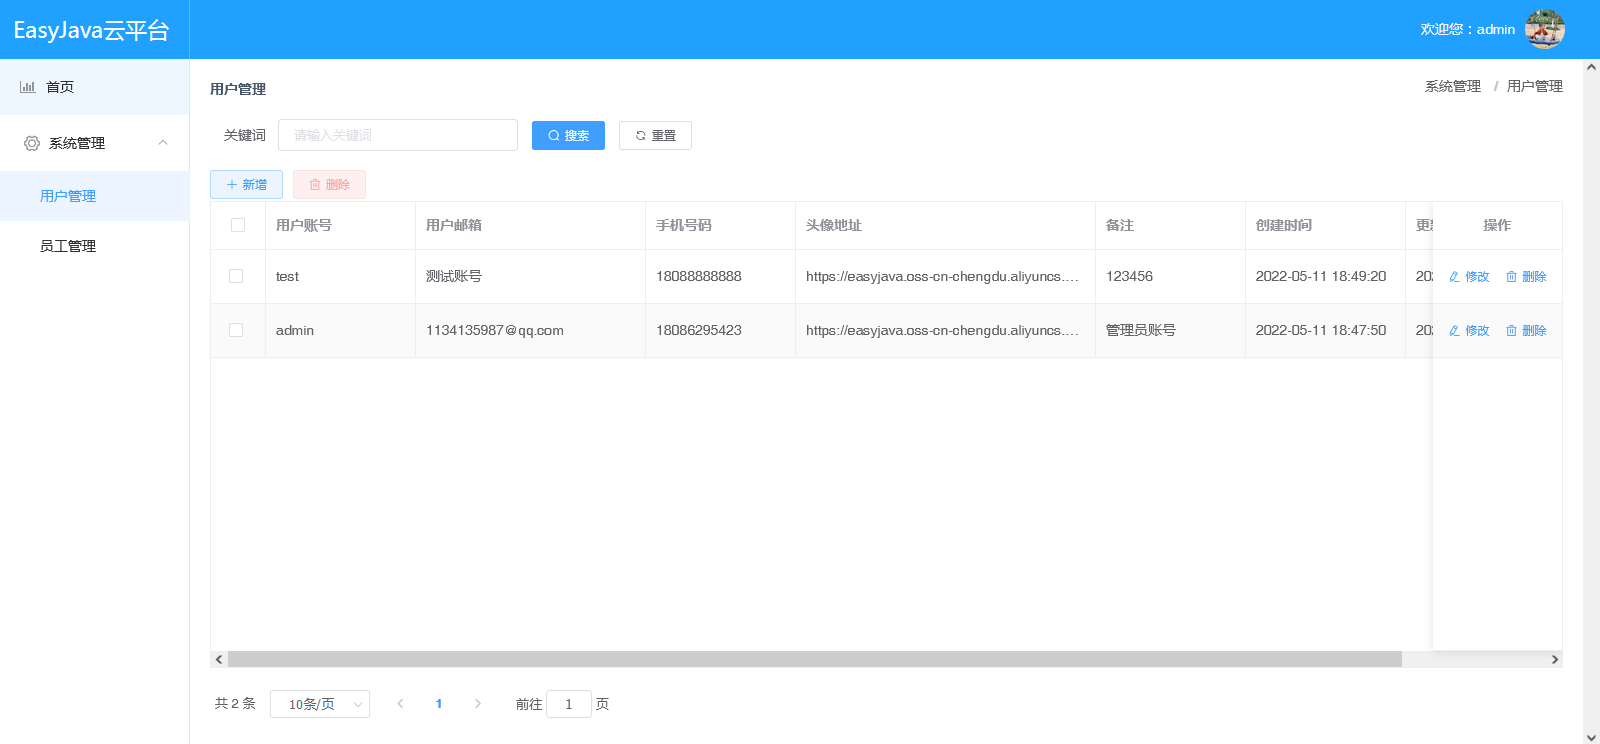 EasyJava云平台
欢迎您：admin
首页
系统管理
用户管理
员工管理
用户管理
系统管理 / 用户管理
关键词 请输入关键词 搜索 重置
新增 删除
用户账号 用户邮箱 手机号码 头像地址 备注 创建时间 操作
test 测试账号 18088888888 https://easyjava.oss-cn-chengdu.aliyuncs.... 123456 2022-05-11 18:49:20 202 修改 删除
admin 1134135987@qq.com 18086295423 https://easyjava.oss-cn-chengdu.aliyuncs.... 管理员账号 2022-05-11 18:47:50 202 修改 删除
共 2 条 10条/页 1 前往 1 页